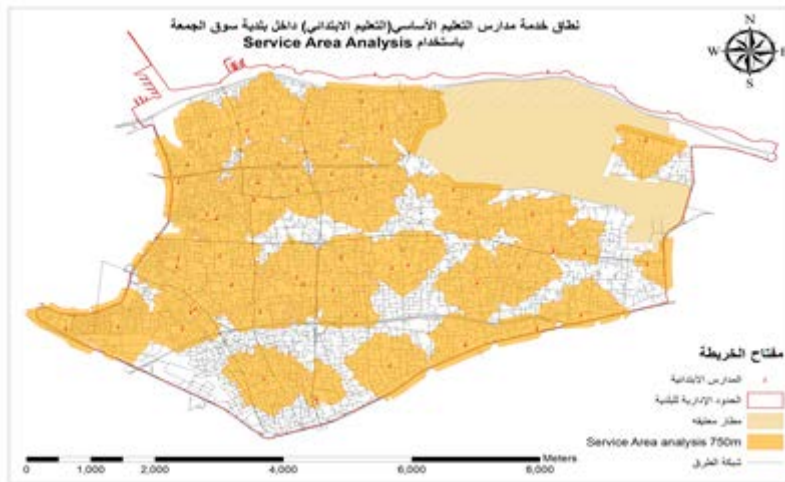 نطاق خدمة مدارس التعليم الأساسي(التعليم الابتدائي) داخل بلدية سوق الجمعة
باستخدام Service Area Analysis
N
W
E
S
مفتاح الخريطة
المدارس الابتدائية
الحدود الإدارية للبلدية
مطار معيتيقه
Service Area analysis 750m
شبكة الطرق
Meters
0 1,000 2,000 4,000 6,000 8,000